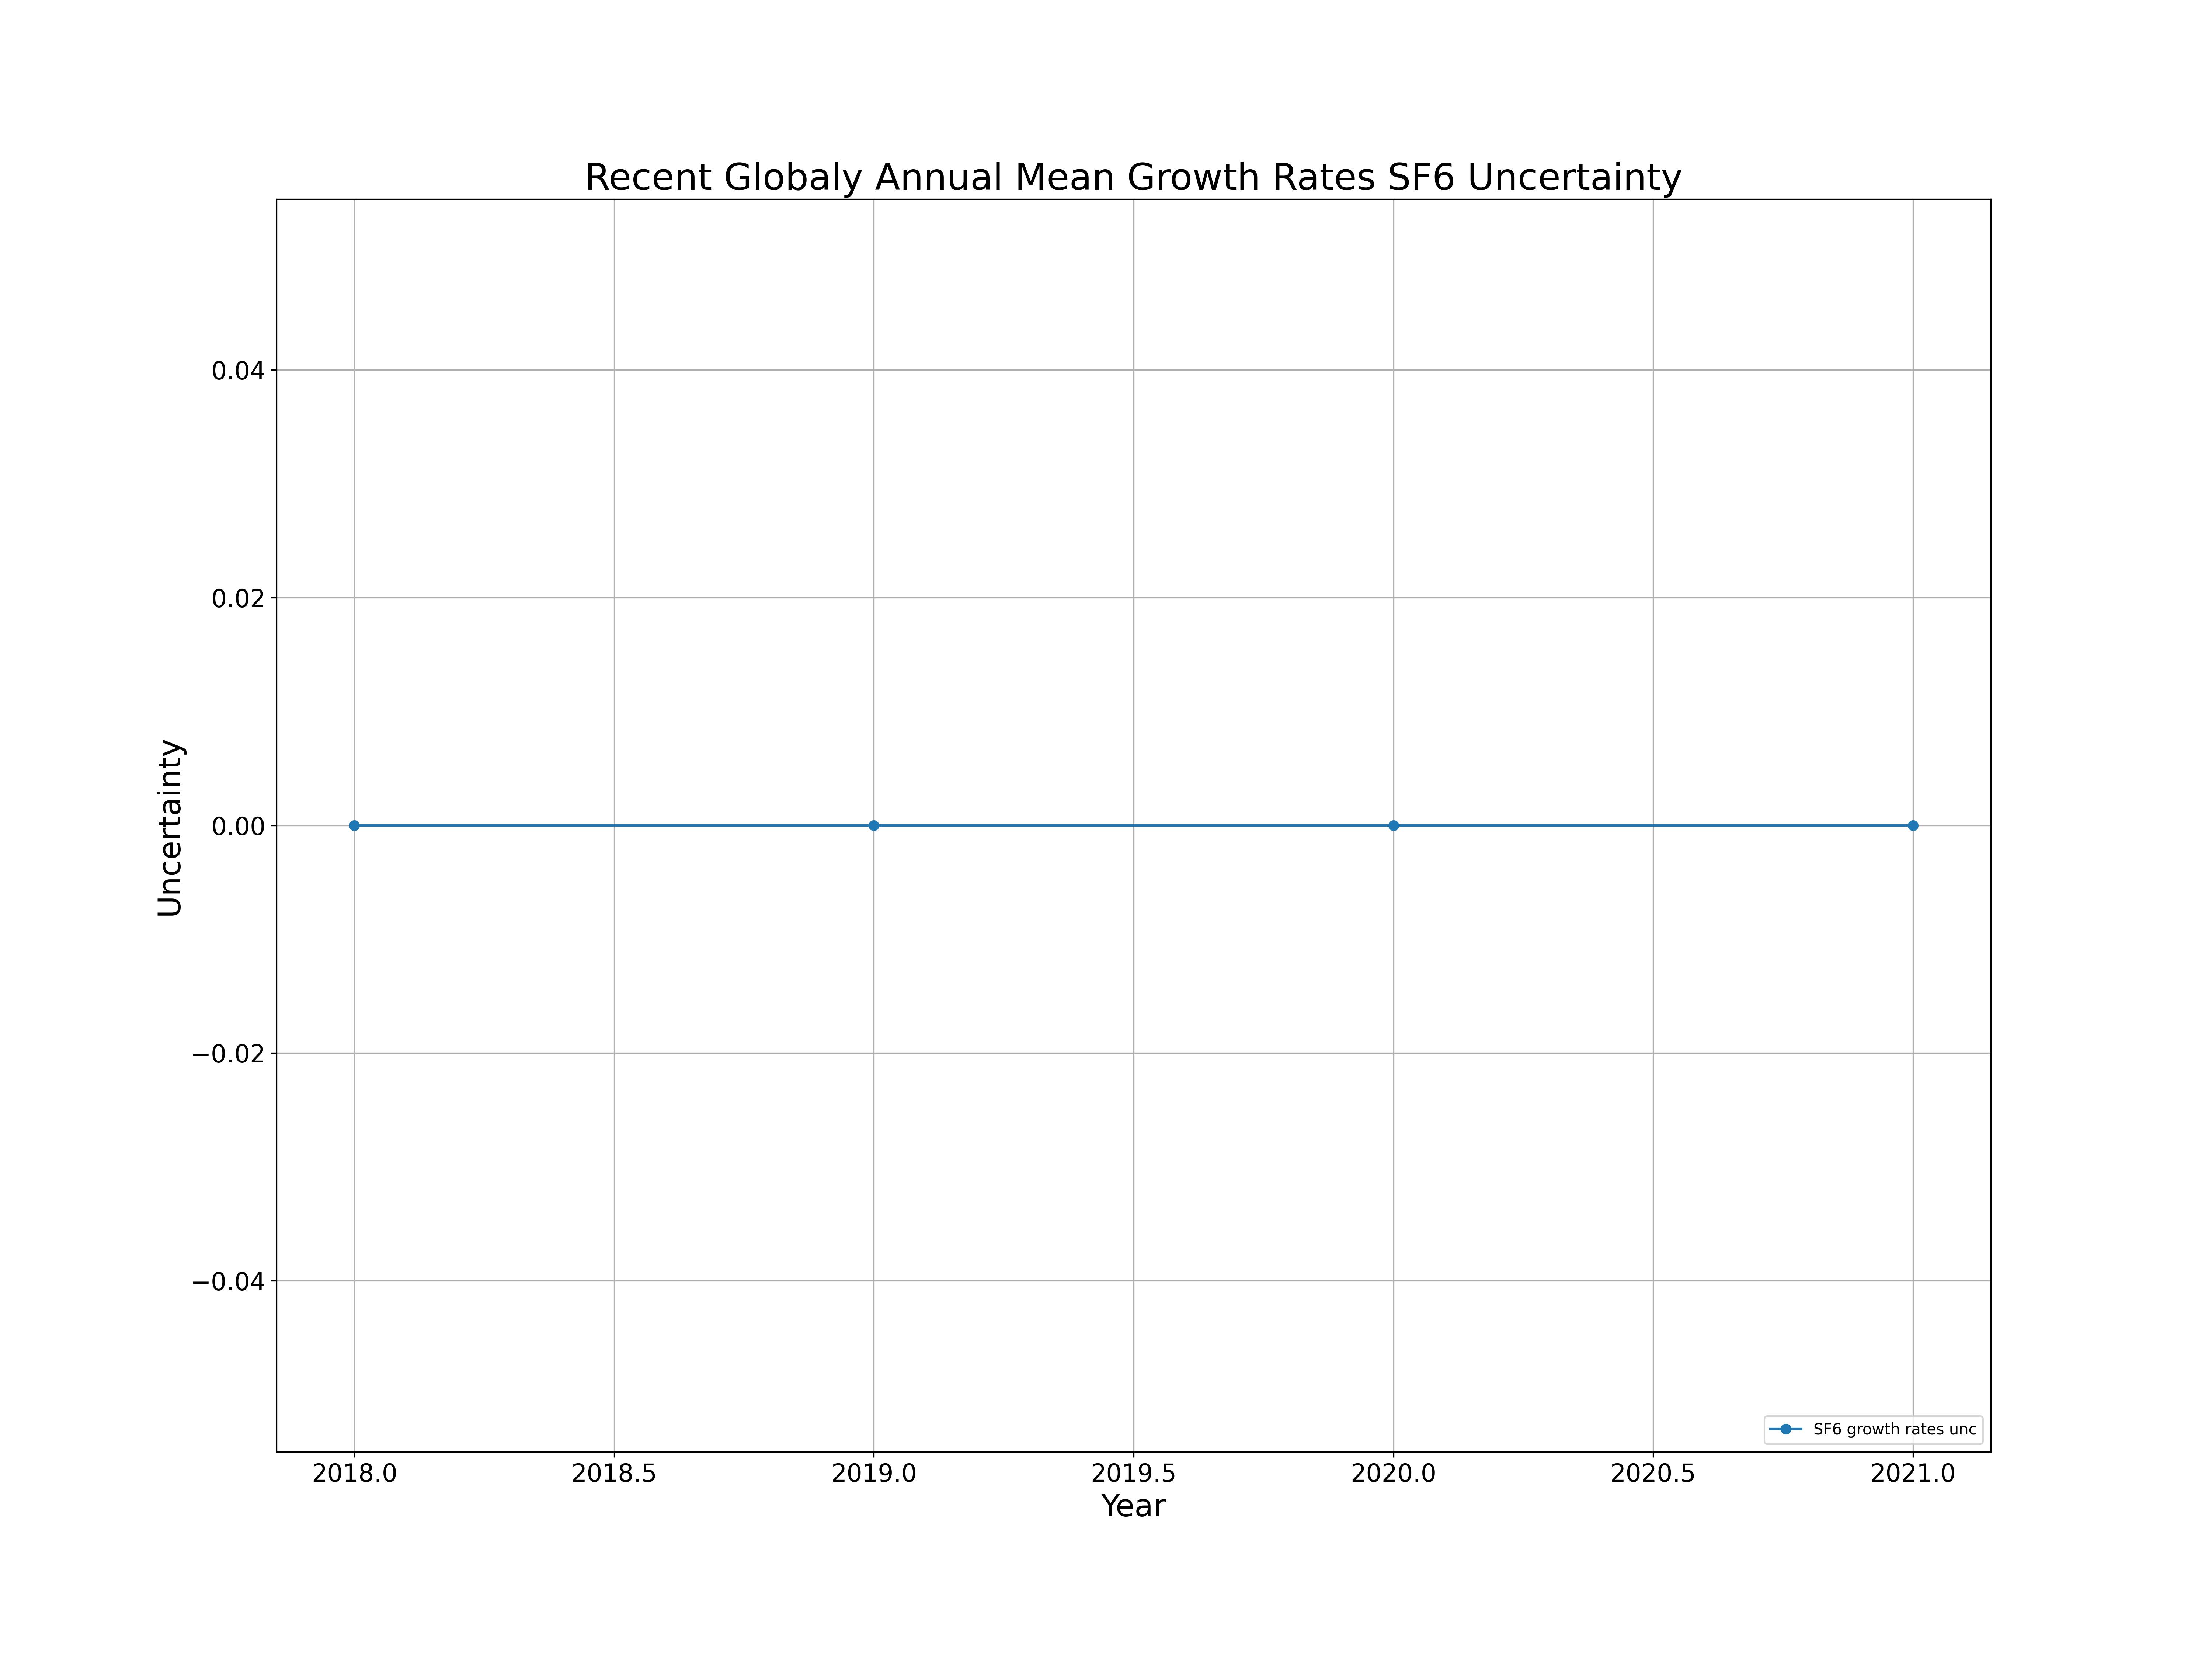 Recent Globaly Annual Mean Growth Rates SF6 Uncertainty
0.04
0.02
0.00
−0.02
−0.04
Uncertainty
SF6 growth rates unc
2018.0 2018.5 2019.0 2019.5 2020.0 2020.5 2021.0
Year